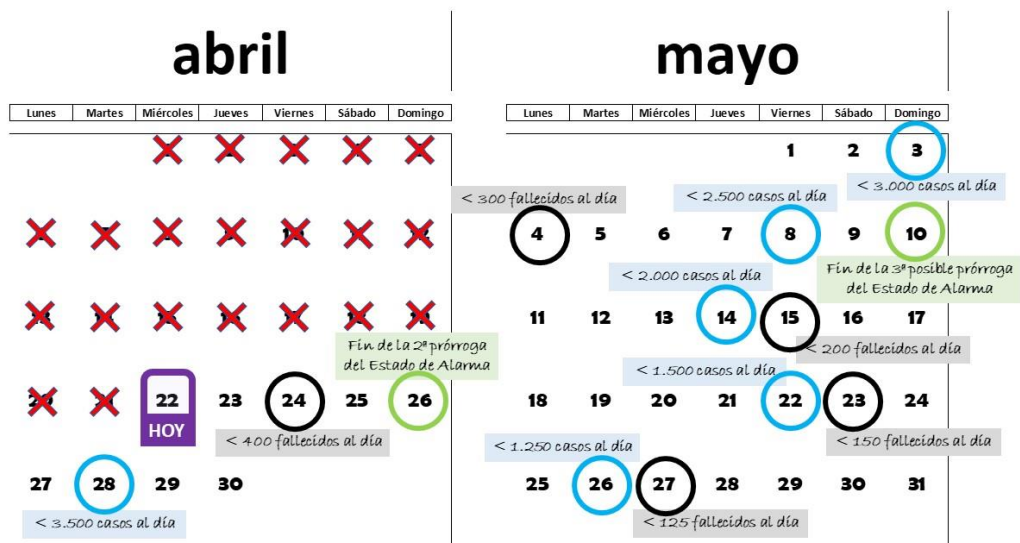 abril
mayo
Lunes Martes Miércoles Jueves Viernes Sábado Domingo
Lunes Martes Miércoles Jueves Viernes Sábado Domingo
1 2 3
< 3.000 casos al día
< 2.500 casos al día
< 300 fallecidos al día
4 5 6 7 8 9 10
Fin de la 3ª posible prórroga
del Estado de Alarma
< 2.000 casos al día
11 12 13 14 15 16 17
< 200 fallecidos al día
Fin de la 2ª prórroga
del Estado de Alarma
< 1.500 casos al día
22 23 24 25 26
HOY
< 400 fallecidos al día
18 19 20 21 22 23 24
< 150 fallecidos al día
< 1.250 casos al día
27 28 29 30
< 3.500 casos al día
25 26 27 28 29 30 31
< 125 fallecidos al día